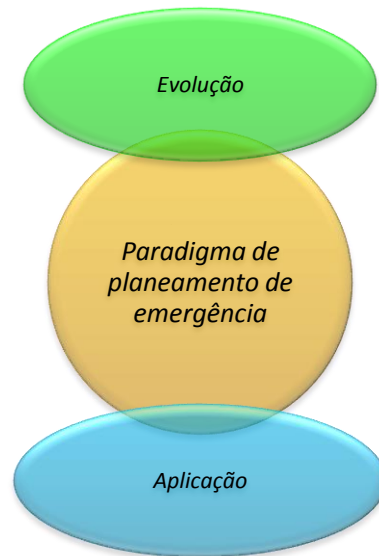 Evolução
Paradigma de
planeamento de
emergência
Aplicação